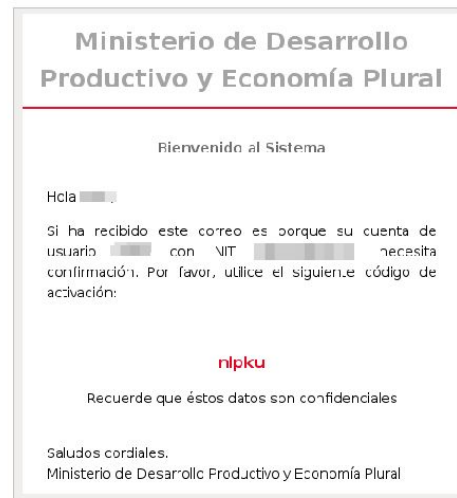 Ministerio de Desarrollo
Productivo y Economía Plural
Bienvenido al Sistema
Hola
Si ha recibido este correo es porque su cuenta de
usuario con NIT necesita
confirmación. Por favor, utilice el siguiente código de
activación:
nlpku
Recuerde que éstos datos son confidenciales
Saludos cordiales.
Ministerio de Desarrollo Productivo y Economía Plural